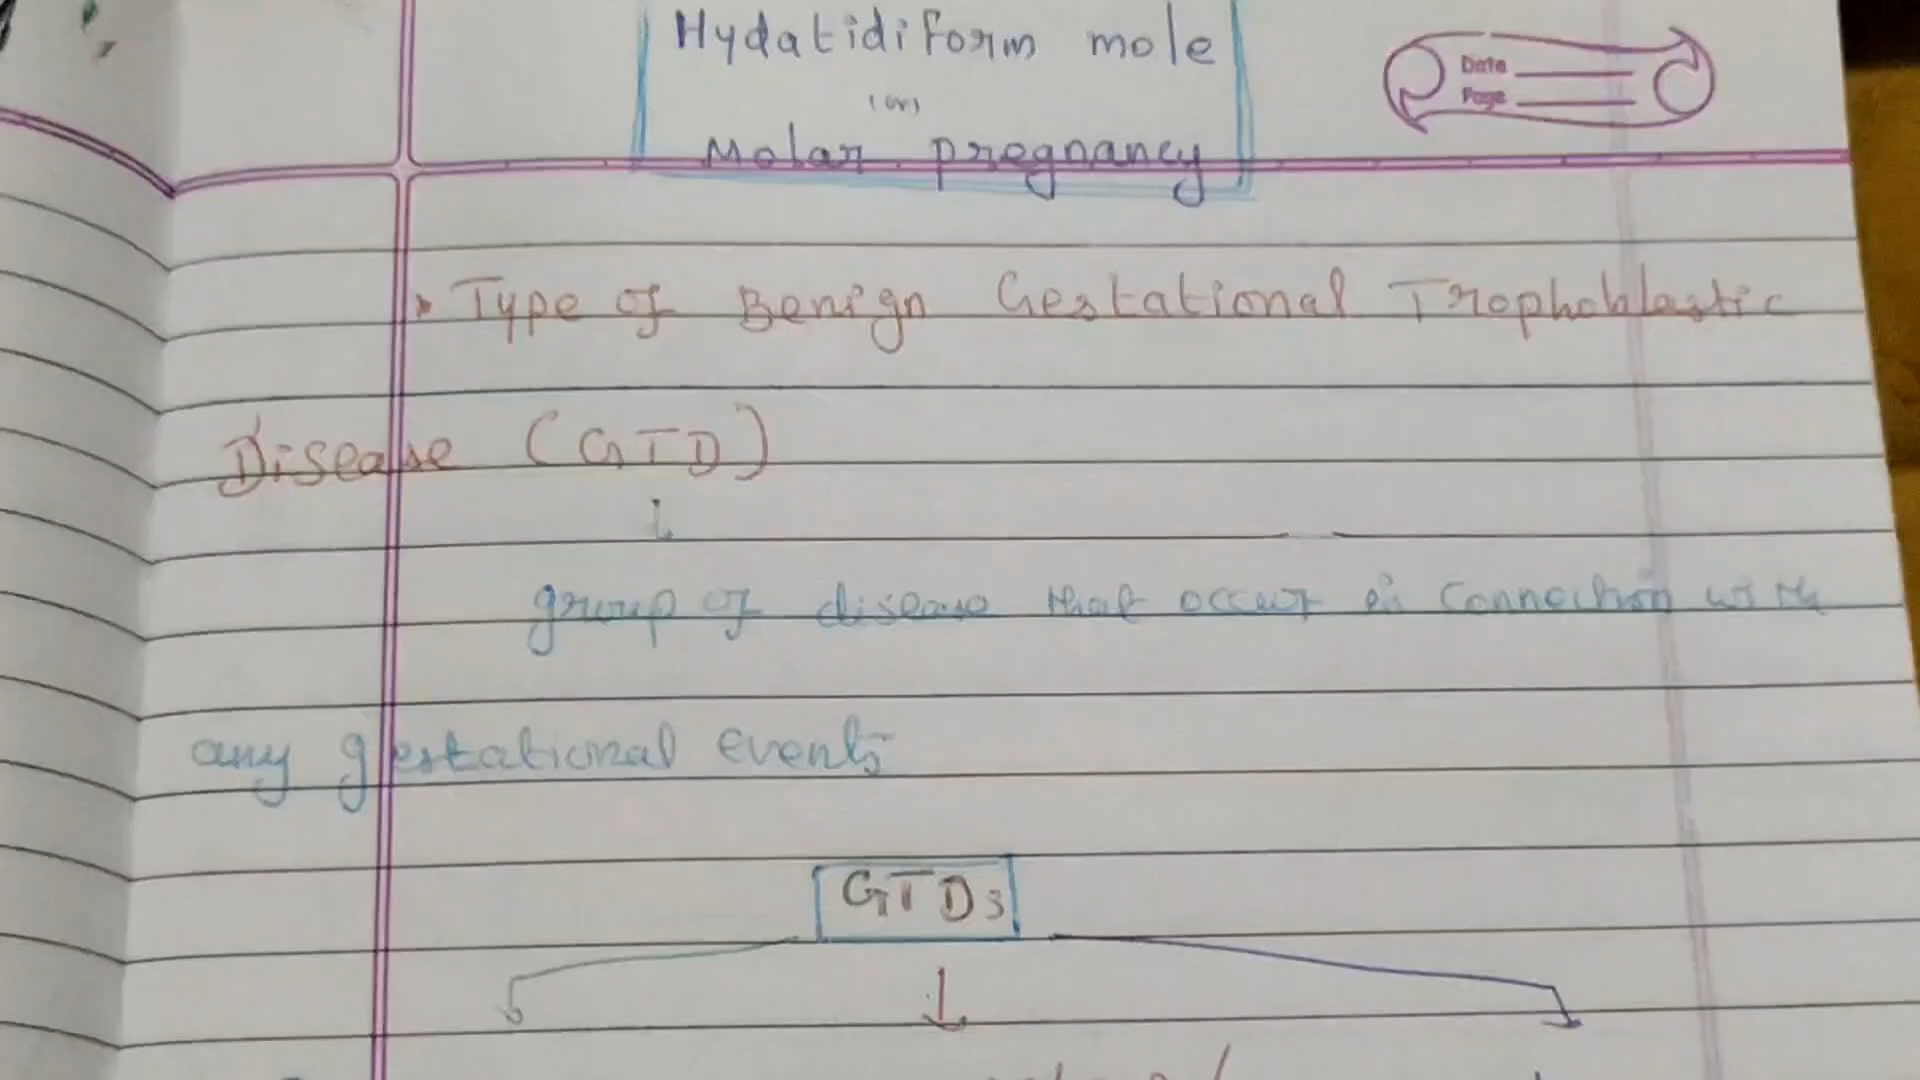 Hydatidiform mole
(or)
Molar pregnancy
Date
Page
Type of Benign Gestational Trophoblastic
Disease (GTD)
group of disease that occur in connection with
any gestational events
GTDs